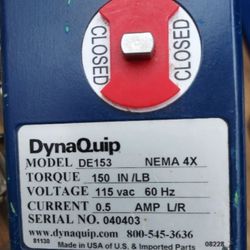 CLOSED
CLOSED
DynaQuip
MODEL DE153 NEMA 4X
TORQUE 150 IN/LB
VOLTAGE 115 vac 60 Hz
CURRENT 0.5 AMP L/R
SERIAL NO. 040403
www.dynaquip.com 800-545-3636
81130 Made in USA of U.S. & Imported Parts 08228